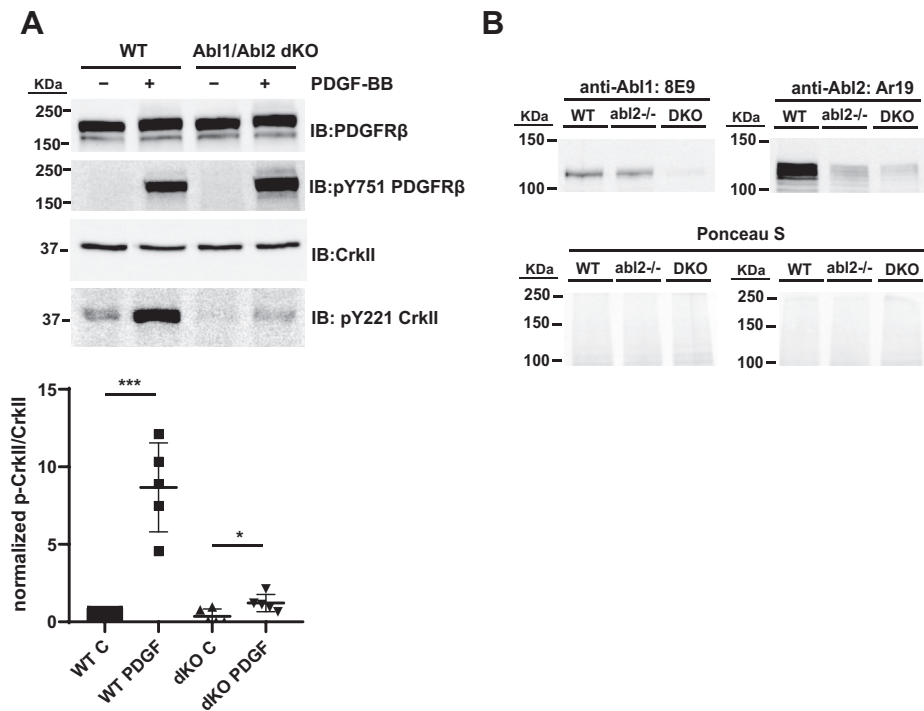 A
WT Abl1/Abl2 dKO
– + – + PDGF-BB
KDa
250
150
IB:PDGFRβ
250
150
IB:pY751 PDGFRβ
37
IB:CrkII
37
IB: pY221 CrkII
normalized p-CrkII/CrkII
15
***
10
5
*
0
WT C
WT PDGF
dKO C
dKO PDGF
B
anti-Abl1: 8E9
KDa WT abl2-/- DKO
150
100
anti-Abl2: Ar19
KDa WT abl2-/- DKO
150
100
Ponceau S
KDa WT abl2-/- DKO
250
150
100
KDa WT abl2-/- DKO
250
150
100